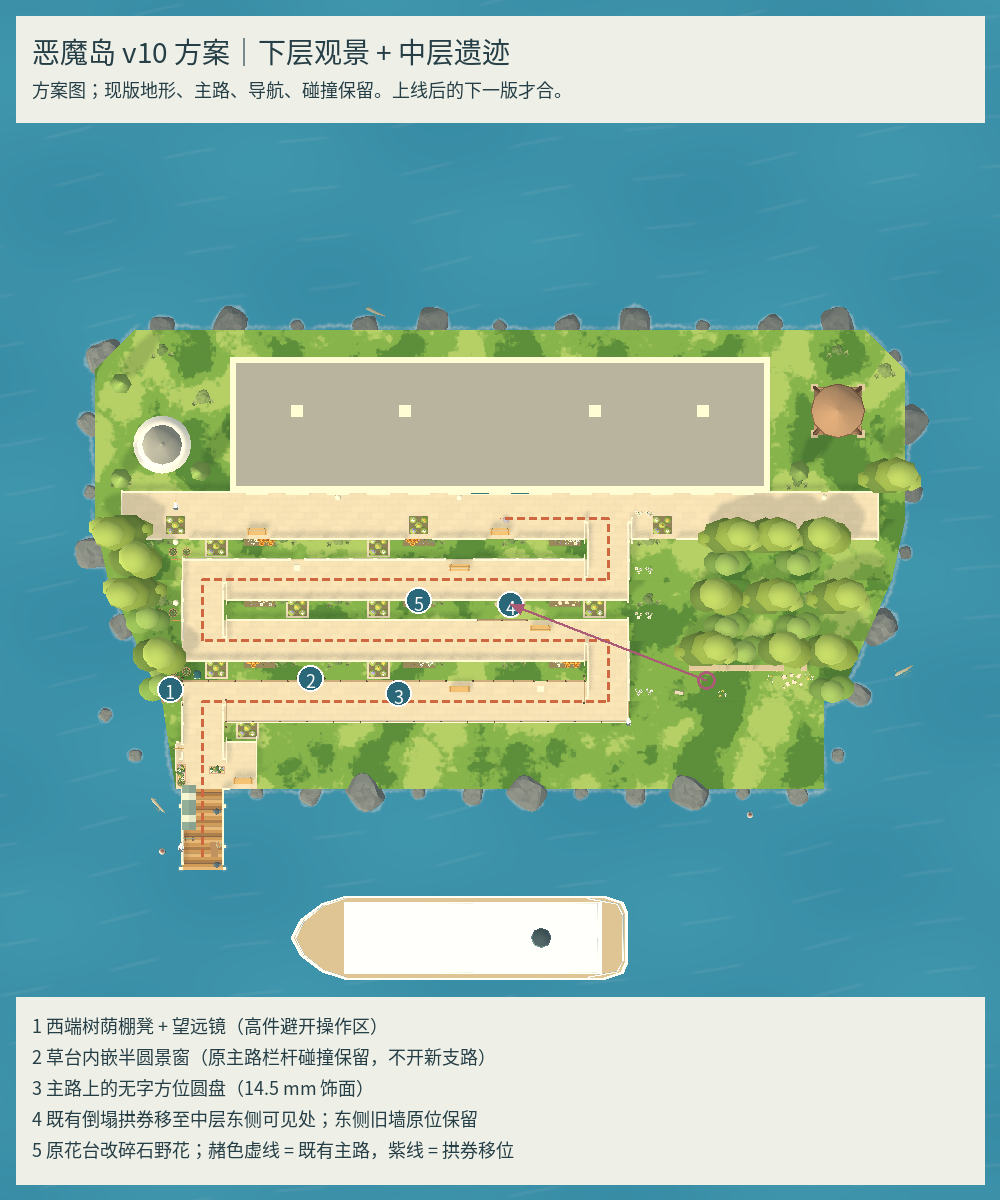 恶魔岛 v10 方案｜下层观景 + 中层遗迹
方案图；现版地形、主路、导航、碰撞保留。上线后的下一版才合。
5
4
1
2
3
1 西端树荫棚凳 + 望远镜（高件避开操作区）
2 草台内嵌半圆景窗（原主路栏杆碰撞保留，不开新支路）
3 主路上的无字方位圆盘（14.5 mm 饰面）
4 既有倒塌拱券移至中层东侧可见处；东侧旧墙原位保留
5 原花台改碎石野花；赭色虚线 = 既有主路，紫线 = 拱券移位